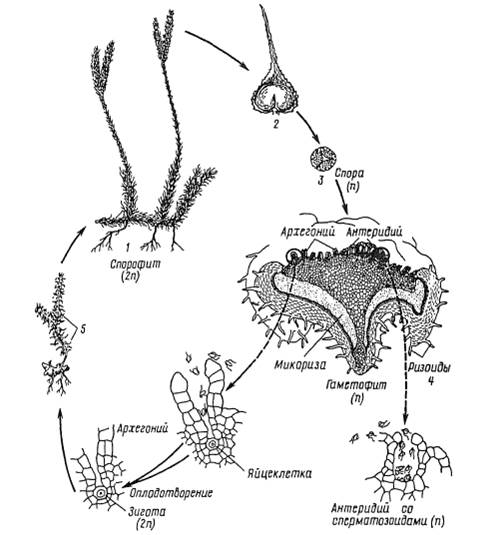 2
3 Спора
(n)
Архегоний Антеридий
1
Спорофит
(2n)
5
Микориза
Ризоиды
4
Гаметофит
(n)
Архегоний
Яйцеклетка
Оплодотворение
Зигота
(2n)
Антеридий со
сперматозоидами (n)